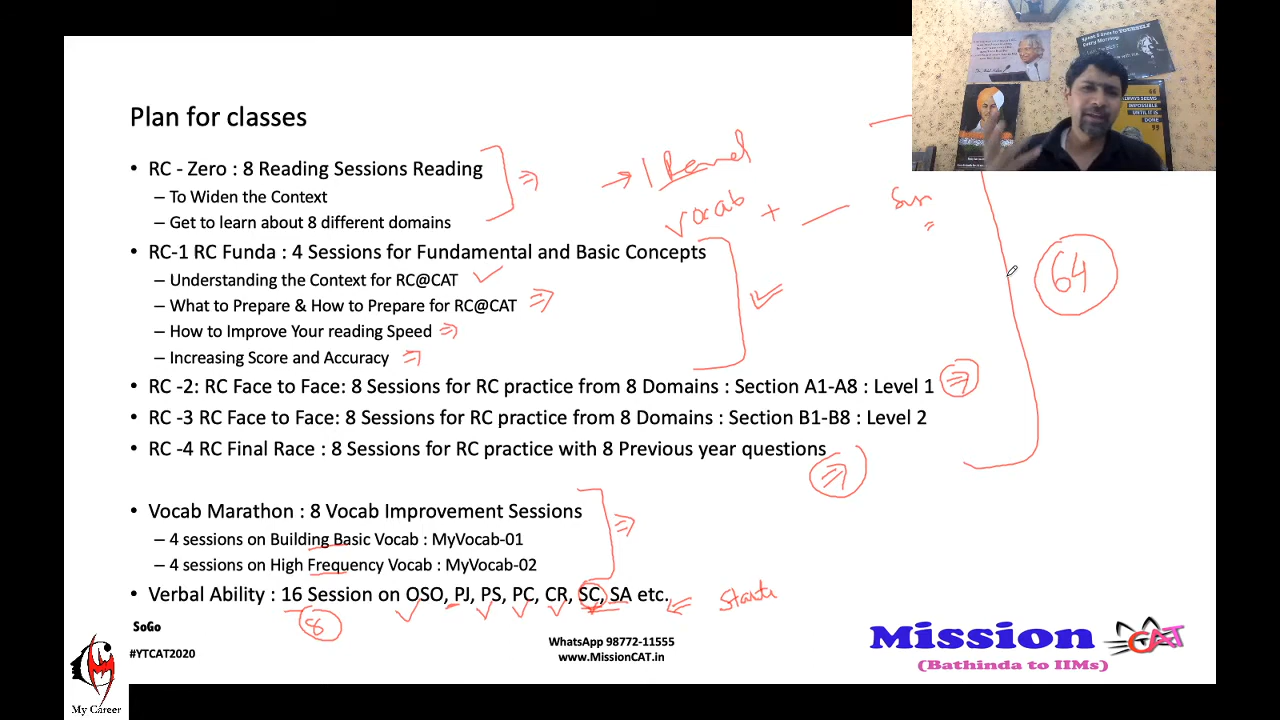 Plan for classes
• RC - Zero : 8 Reading Sessions Reading
– To Widen the Context
– Get to learn about 8 different domains
vocab +
• RC-1 RC Funda : 4 Sessions for Fundamental and Basic Concepts
– Understanding the Context for RC@CAT
64
– What to Prepare & How to Prepare for RC@CAT
– How to Improve Your reading Speed
– Increasing Score and Accuracy
• RC -2: RC Face to Face: 8 Sessions for RC practice from 8 Domains : Section A1-A8 : Level 1
• RC -3 RC Face to Face: 8 Sessions for RC practice from 8 Domains : Section B1-B8 : Level 2
• RC -4 RC Final Race : 8 Sessions for RC practice with 8 Previous year questions
• Vocab Marathon : 8 Vocab Improvement Sessions
– 4 sessions on Building Basic Vocab : MyVocab-01
– 4 sessions on High Frequency Vocab : MyVocab-02
• Verbal Ability : 16 Session on OSO, PJ, PS, PC, CR, SC, SA etc.
8
SoGo
#YTCAT2020
WhatsApp 98772-11555
www.MissionCAT.in
Mission CAT
(Bathinda to IIMs)
My Career
ALWAYS SEEMS
IMPOSSIBLE
UNTIL IT IS
DONE